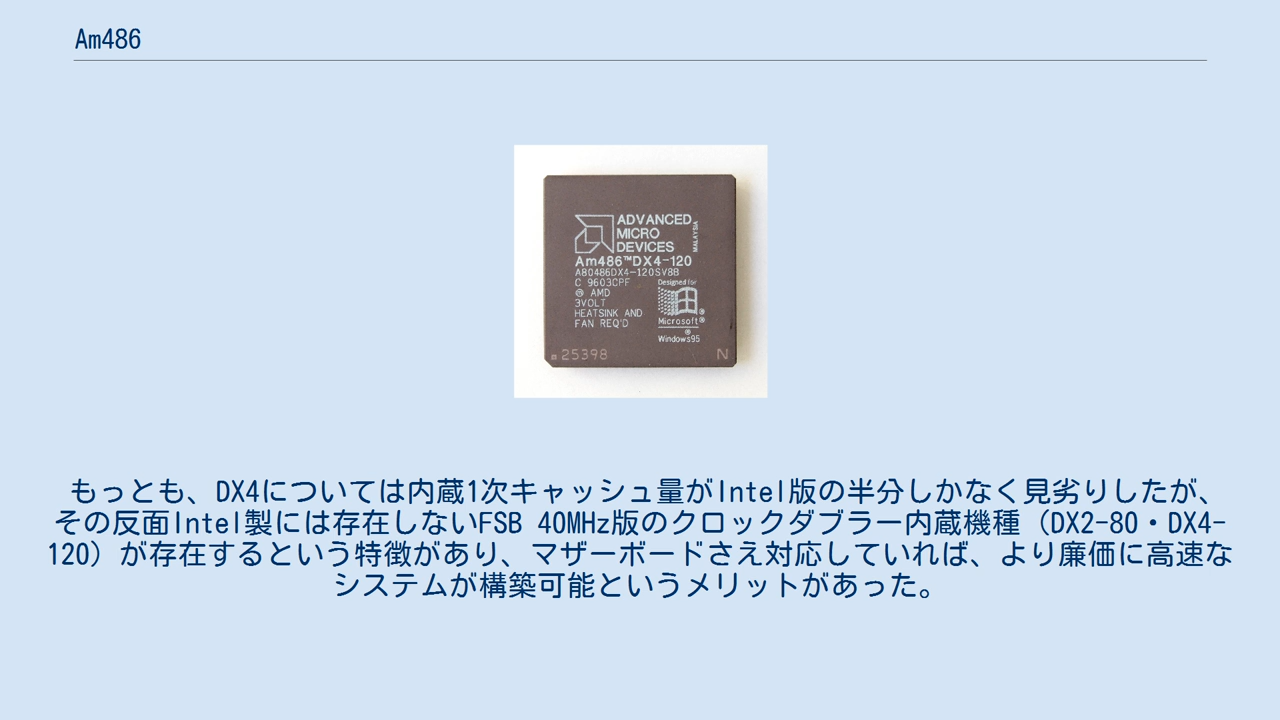 Am486
ADVANCED
MICRO
DEVICES
MALAYSIA
Am486™DX4-120
A80486DX4-120SV8B
C 9603CPF
Ⓜ AMD
3VOLT
HEATSINK AND
FAN REQ'D
Designed for
Microsoft®
®
Windows95
25398
N
もっとも、DX4については内蔵1次キャッシュ量がIntel版の半分しかなく見劣りしたが、
その反面Intel製には存在しないFSB 40MHz版のクロックダブラー内蔵機種（DX2-80・DX4-
120）が存在するという特徴があり、マザーボードさえ対応していれば、より廉価に高速な
システムが構築可能というメリットがあった。